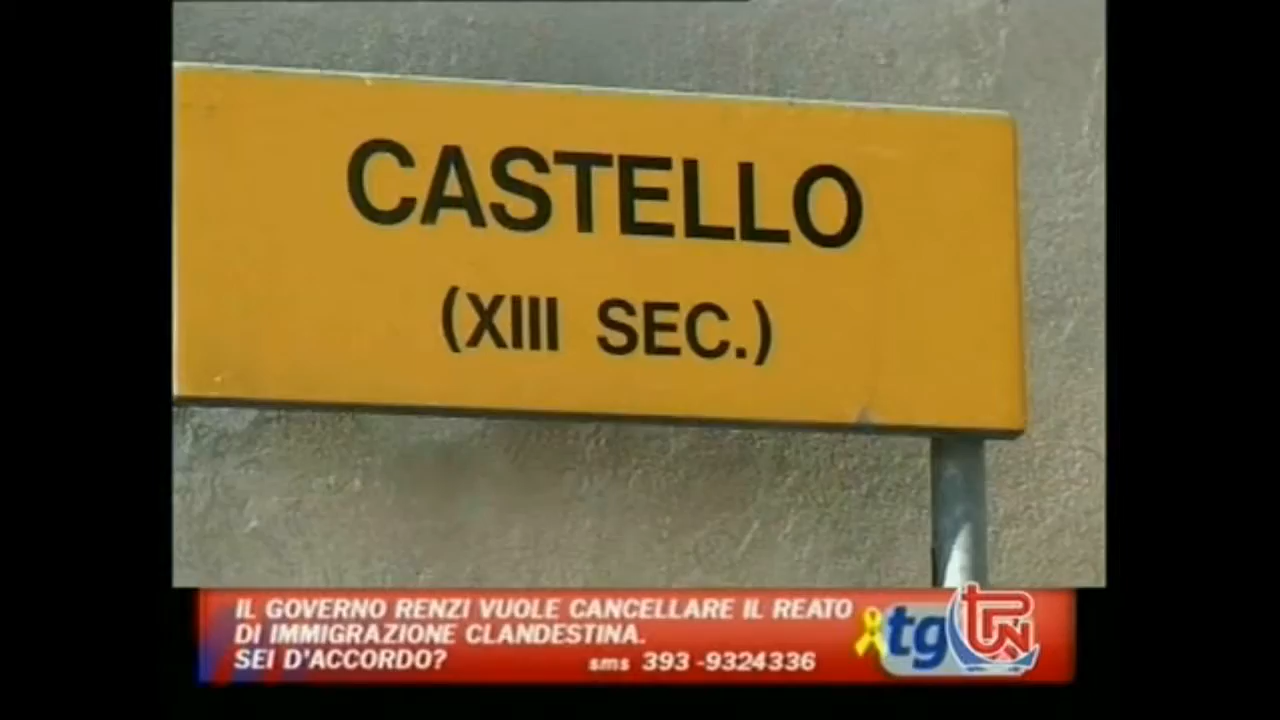 CASTELLO
(XIII SEC.)
IL GOVERNO RENZI VUOLE CANCELLARE IL REATO
DI IMMIGRAZIONE CLANDESTINA.
SEI D'ACCORDO? sms 393 -9324336
tg TRN